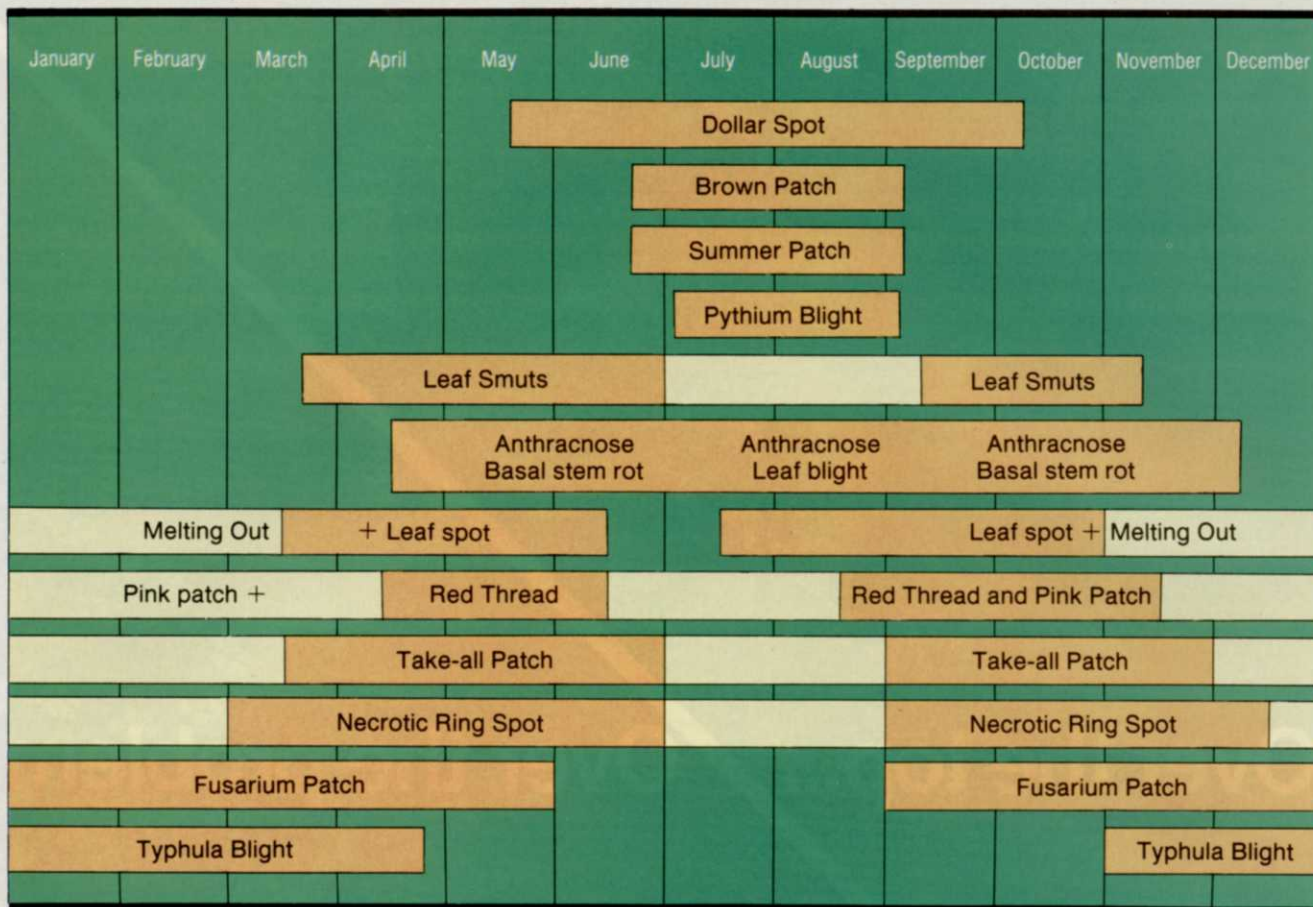 January February March April May June July August September October November December
Dollar Spot
Brown Patch
Summer Patch
Pythium Blight
Leaf Smuts Leaf Smuts
Anthracnose Anthracnose Anthracnose
Basal stem rot Leaf blight Basal stem rot
Melting Out + Leaf spot Leaf spot + Melting Out
Pink patch + Red Thread Red Thread and Pink Patch
Take-all Patch Take-all Patch
Necrotic Ring Spot Necrotic Ring Spot
Fusarium Patch Fusarium Patch
Typhula Blight Typhula Blight